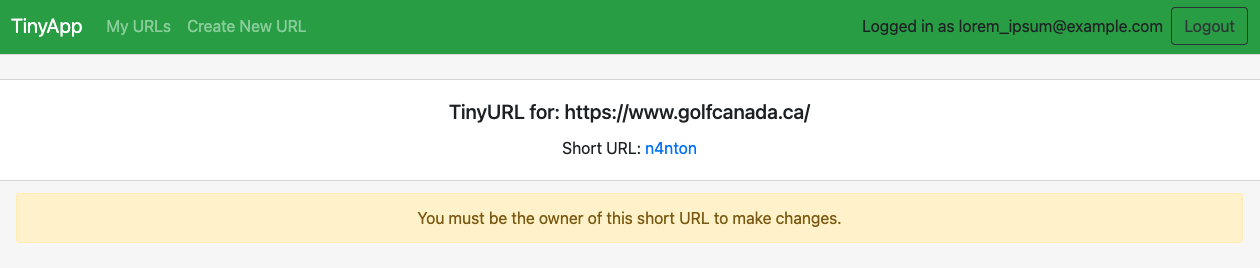 TinyApp My URLs Create New URL Logged in as lorem_ipsum@example.com Logout
TinyURL for: https://www.golfcanada.ca/
Short URL: n4nton
You must be the owner of this short URL to make changes.